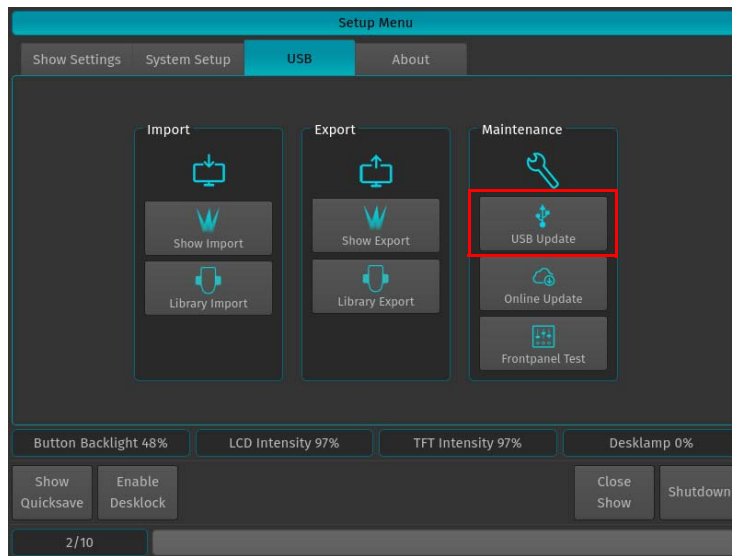 Setup Menu
Show Settings System Setup USB About
Import Export Maintenance
Show Import Show Export USB Update
Library Import Library Export Online Update
Frontpanel Test
Button Backlight 48% LCD Intensity 97% TFT Intensity 97% Desklamp 0%
Show Enable Close
Quicksave Desklock Show Shutdown
2/10